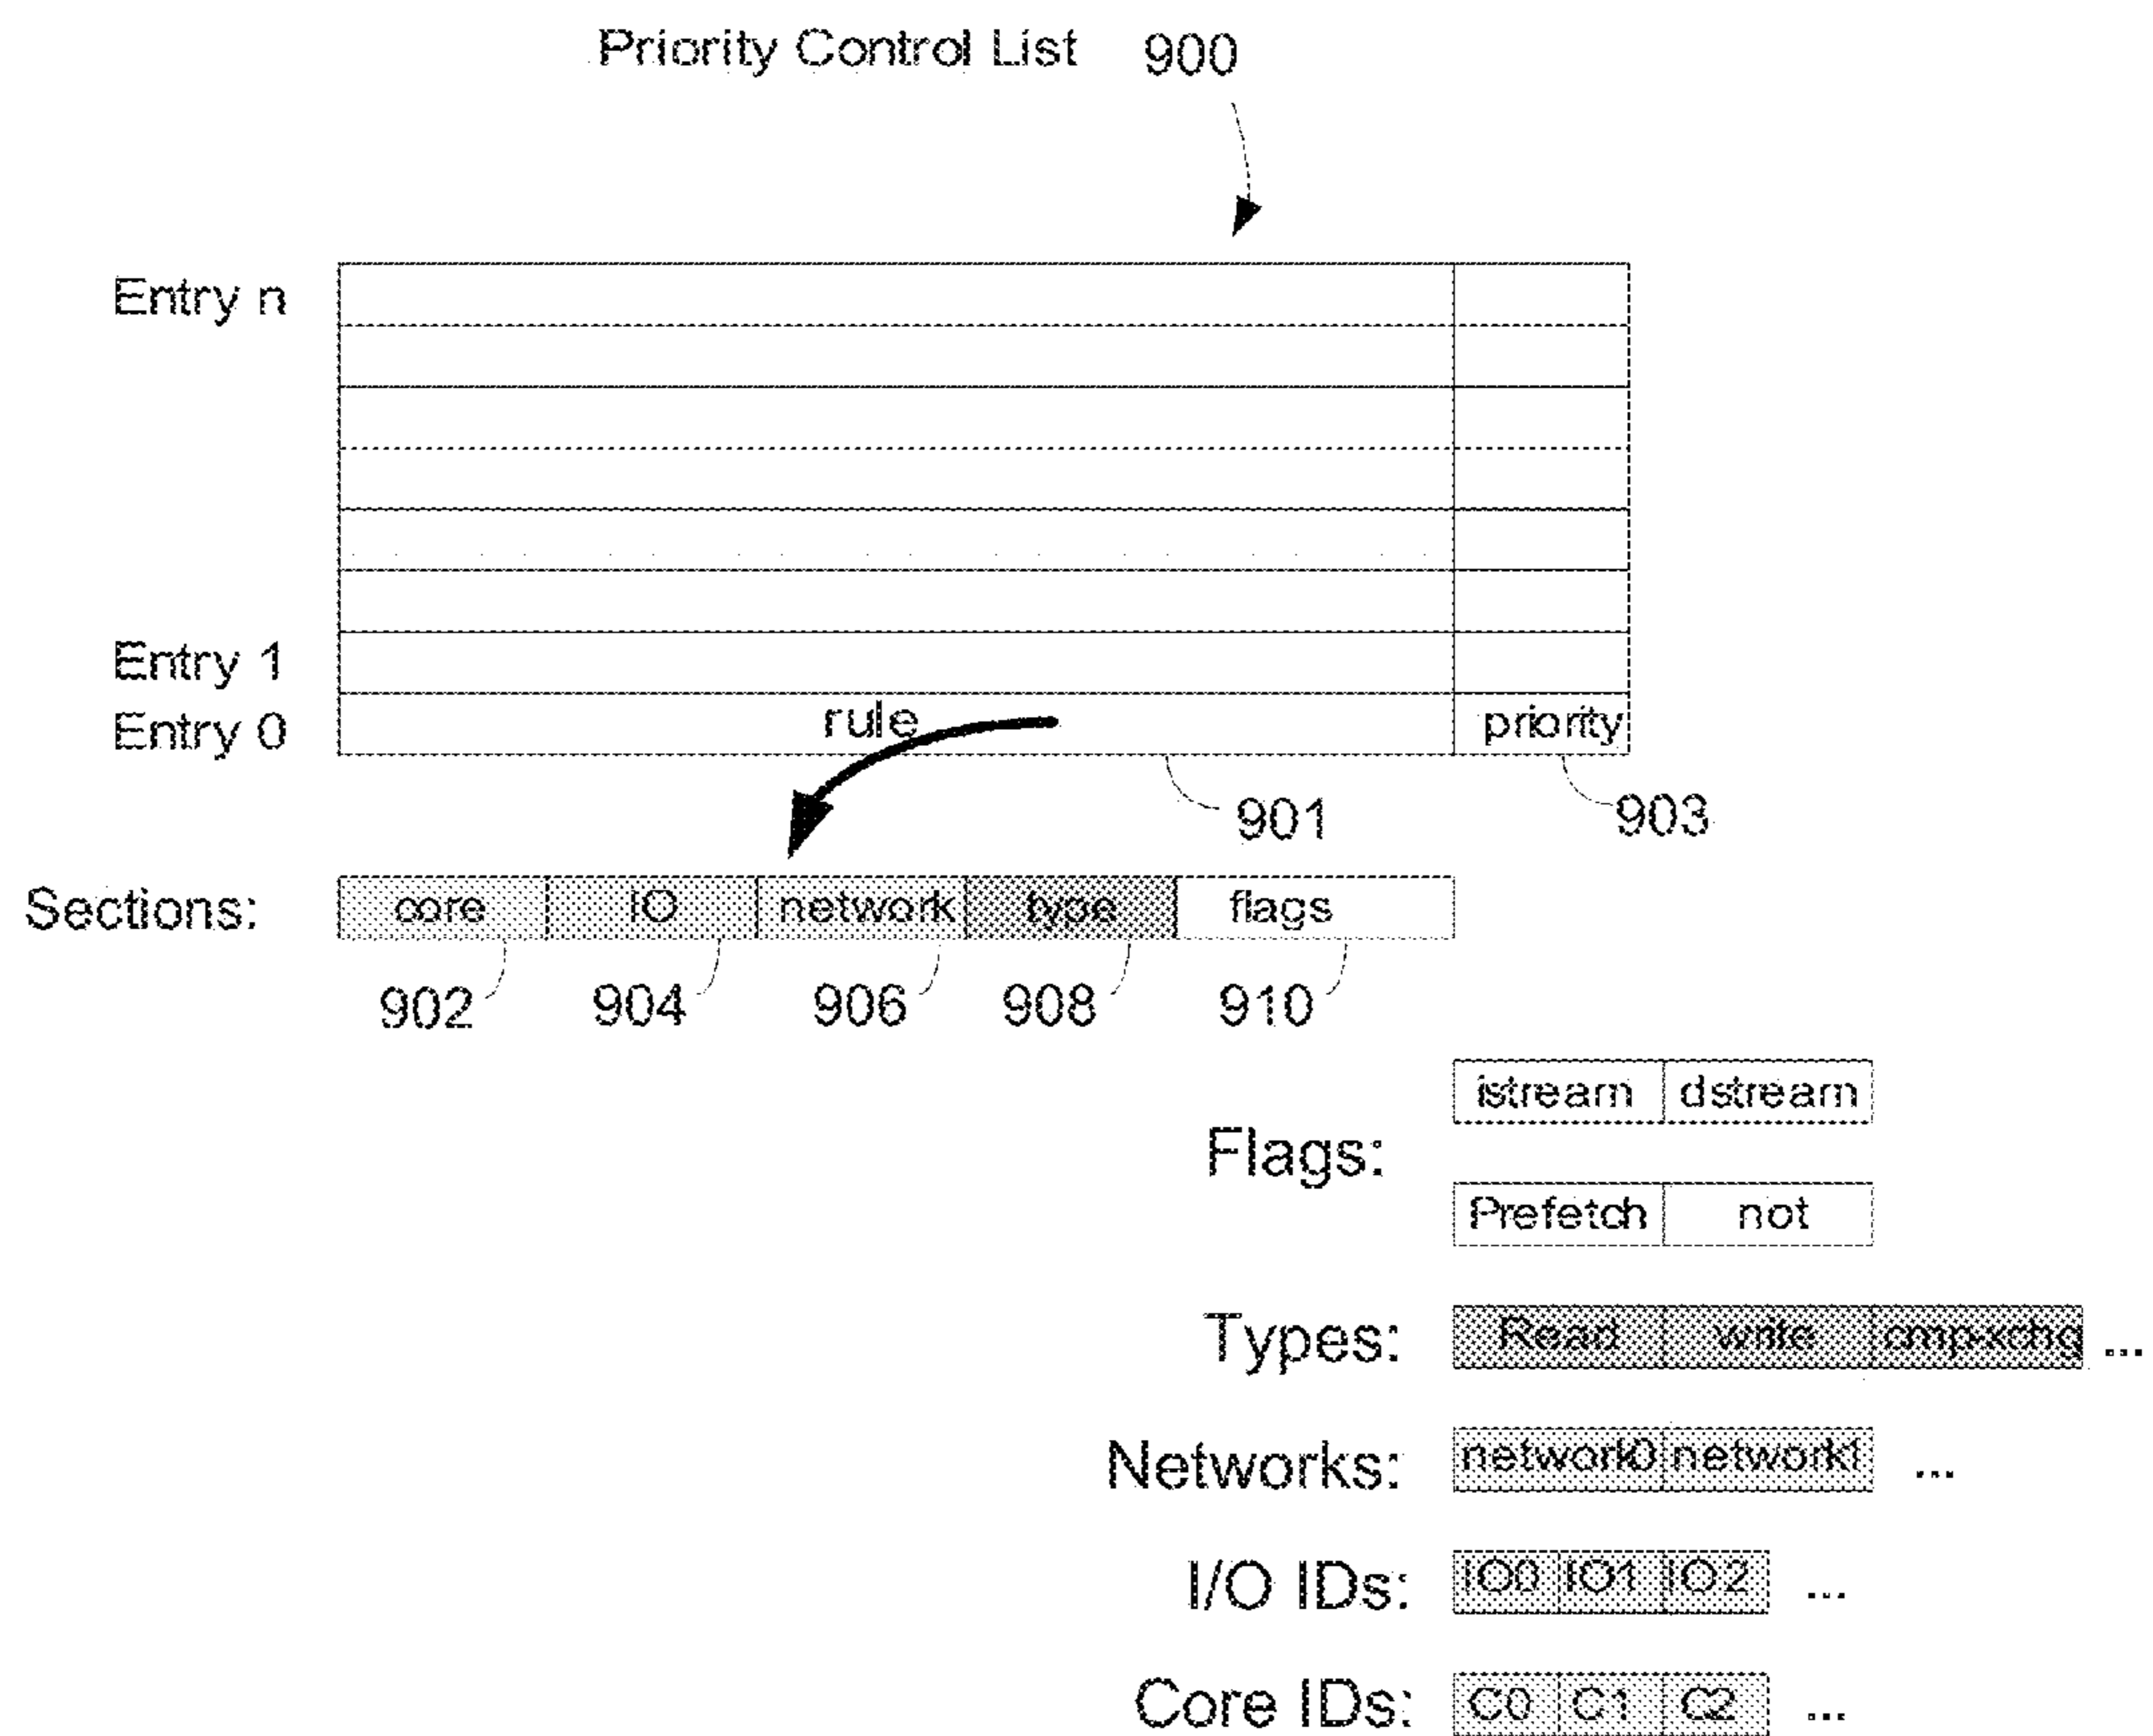 Priority Control List 900
Entry n
Entry 1
Entry 0 rule priority
901 903
Sections: core IO network type flags
902 904 906 908 910
istream dstream
Flags:
Prefetch not
Types: Read write cmp-xchg ...
Networks: network0 network1 ...
I/O IDs: IO0 IO1 IO2 ...
Core IDs: C0 C1 C2 ...